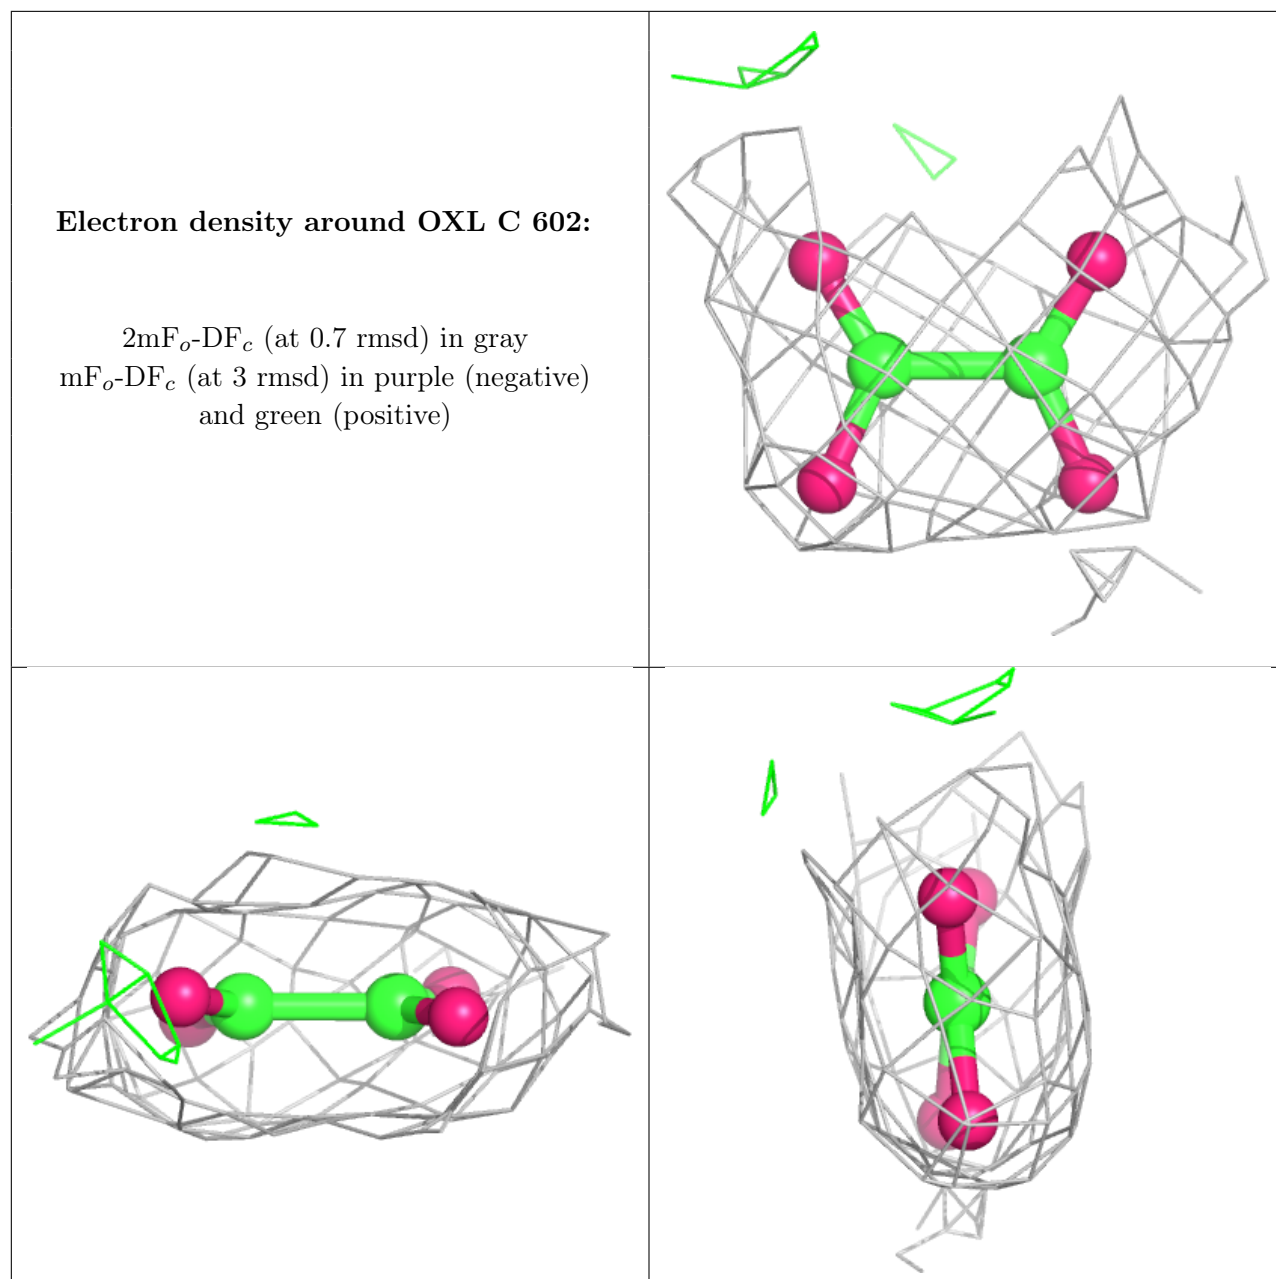 Electron density around OXL C 602:
2mFo-DFc (at 0.7 rmsd) in gray
mFo-DFc (at 3 rmsd) in purple (negative)
and green (positive)